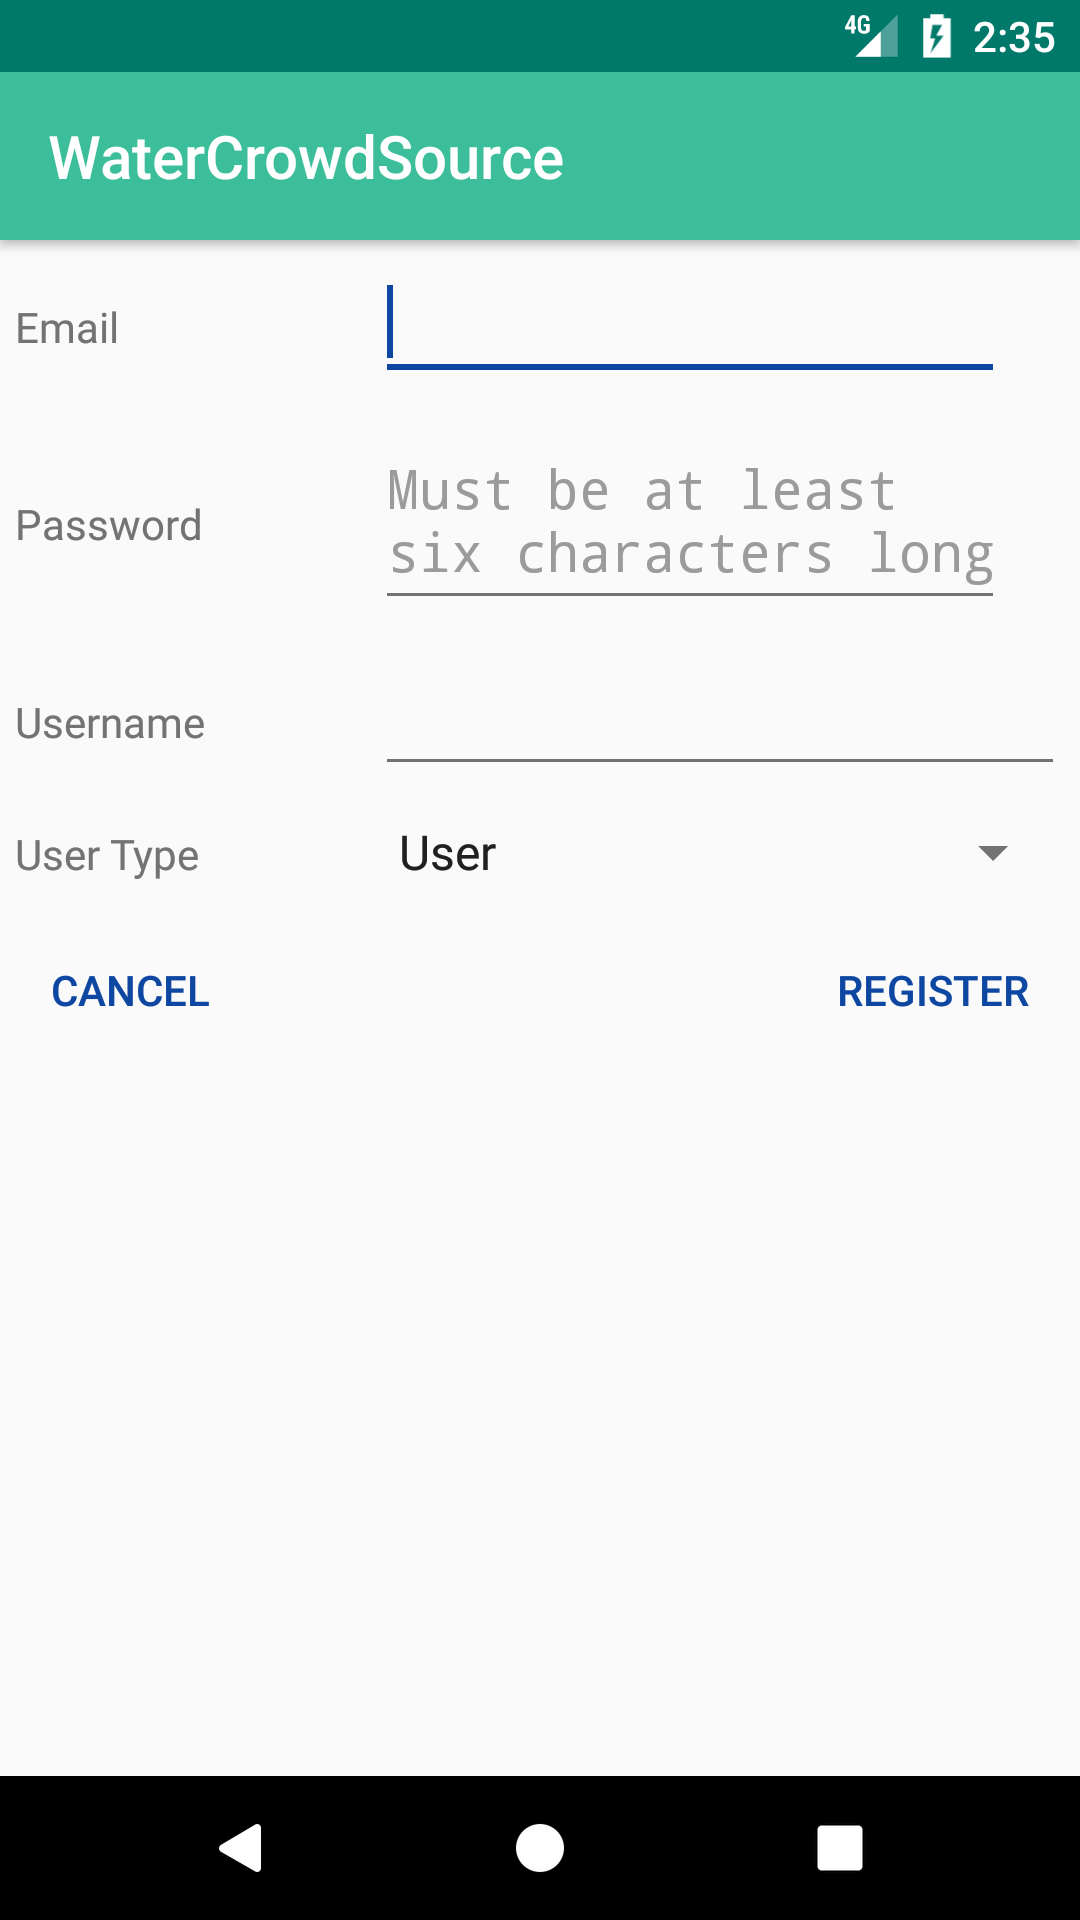 4G 2:35
WaterCrowdSource
Email
Must be at least
six characters long
Password
Username
User Type User
CANCEL REGISTER